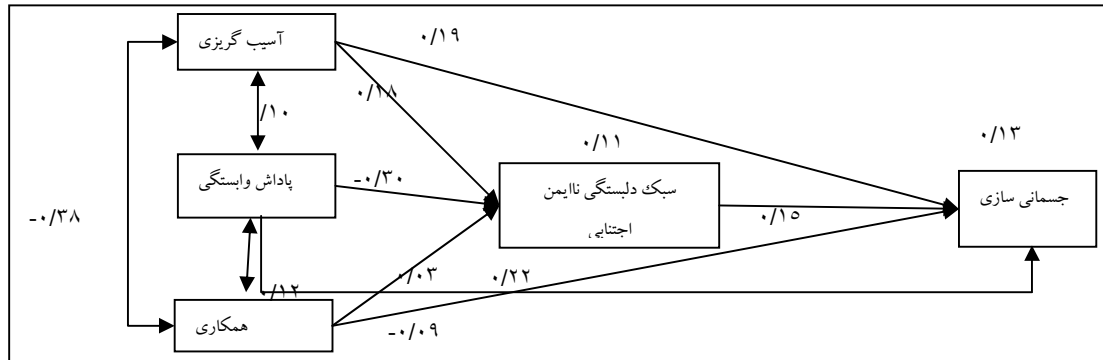 ۰/۱۹
آسیب گریزی
/۱۰
۰/۱۸
۰/۱۳
۰/۱۱
پاداش وابستگی
-۰/۳۰
سبک دلبستگی ناایمن
اجتنابی
جسمانی سازی
-۰/۳۸
۰/۱۵
۰/۰۳
۰/۲۲
۰/۱۲
همکاری
-۰/۰۹